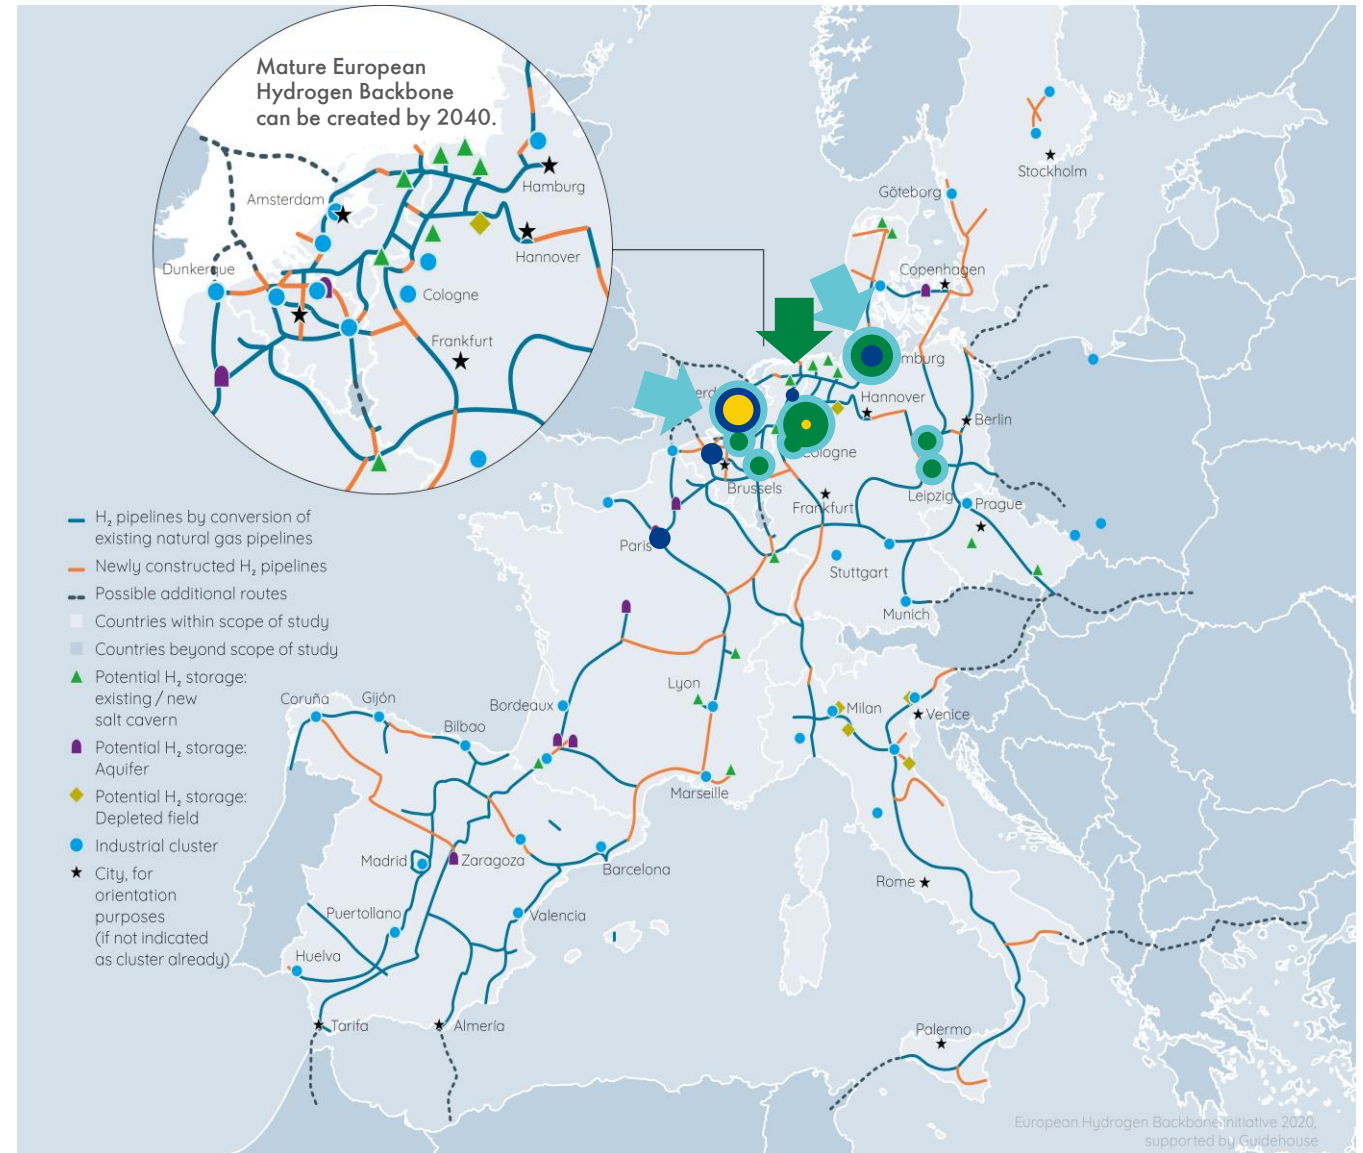 Mature European
Hydrogen Backbone
can be created by 2040.
Amsterdam
Hamburg
Hannover
Dunkerque
Cologne
Frankfurt
Stockholm
Göteborg
Copenhagen
mburg
Hannover
Berlin
Cologne
Brussels
Frankfurt
Leipzig
Prague
Paris
Stuttgart
Munich
H₂ pipelines by conversion of
existing natural gas pipelines
Newly constructed H₂ pipelines
Possible additional routes
Countries within scope of study
Countries beyond scope of study
Potential H₂ storage:
existing / new
salt cavern
Potential H₂ storage:
Aquifer
Potential H₂ storage:
Depleted field
Industrial cluster
City, for
orientation
purposes
(if not indicated
as cluster already)
Coruña
Gijón
Bilbao
Bordeaux
Lyon
Milan
Venice
Marseille
Madrid
Zaragoza
Barcelona
Rome
Puertollano
Valencia
Huelva
Tarifa
Almería
Palermo
European Hydrogen Backbone initiative 2020,
supported by Guidehouse